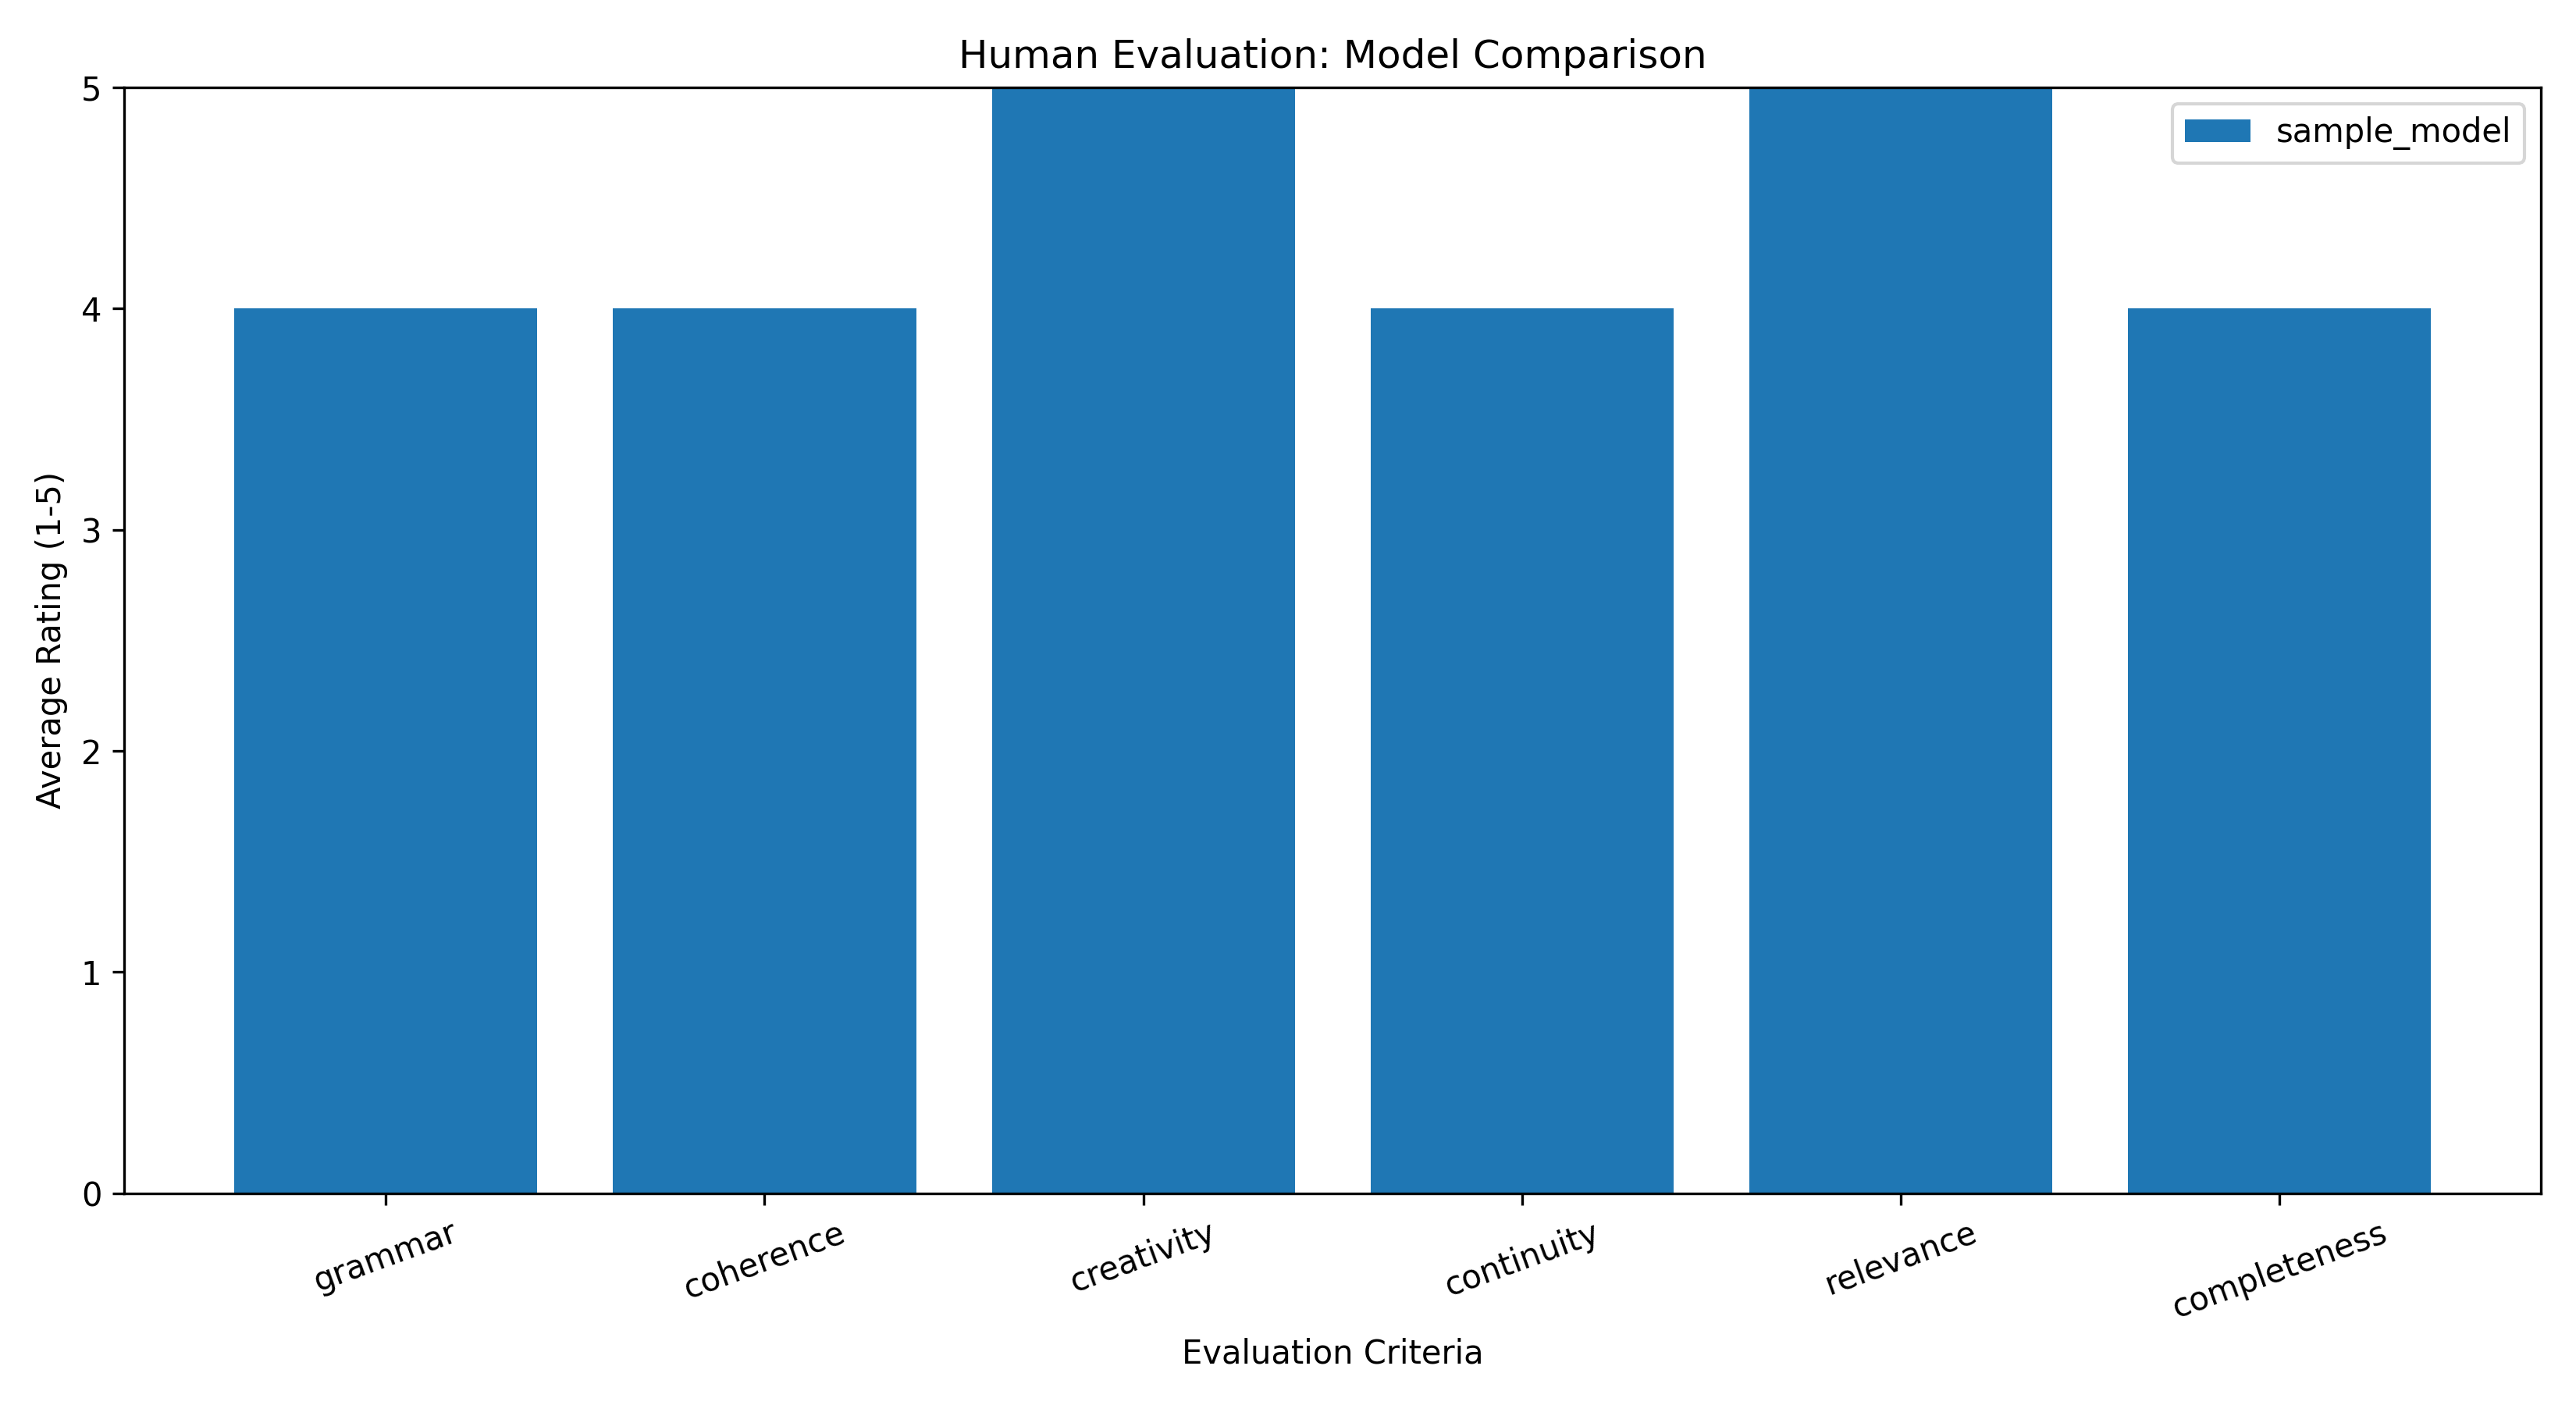 Human Evaluation: Model Comparison
sample_model
Average Rating (1-5)
5
4
3
2
1
0
grammar
coherence
creativity
continuity
relevance
completeness
Evaluation Criteria